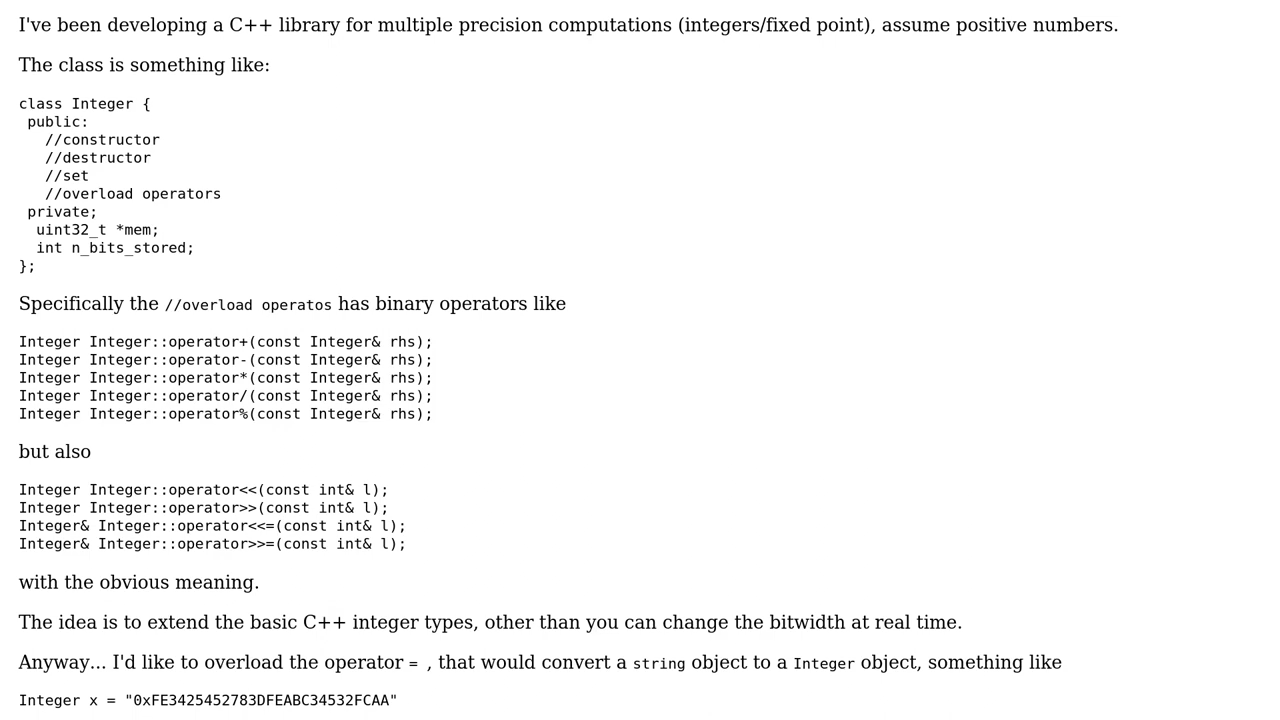 I've been developing a C++ library for multiple precision computations (integers/fixed point), assume positive numbers.
The class is something like:
class Integer {
 public:
   //constructor
   //destructor
   //set
   //overload operators
 private;
  uint32_t *mem;
  int n_bits_stored;
};
Specifically the //overload operatos has binary operators like
Integer Integer::operator+(const Integer& rhs);
Integer Integer::operator-(const Integer& rhs);
Integer Integer::operator*(const Integer& rhs);
Integer Integer::operator/(const Integer& rhs);
Integer Integer::operator%(const Integer& rhs);
but also
Integer Integer::operator<<(const int& l);
Integer Integer::operator>>(const int& l);
Integer& Integer::operator<<=(const int& l);
Integer& Integer::operator>>=(const int& l);
with the obvious meaning.
The idea is to extend the basic C++ integer types, other than you can change the bitwidth at real time.
Anyway... I'd like to overload the operator = , that would convert a string object to a Integer object, something like
Integer x = "0xFE3425452783DFEABC34532FCAA"